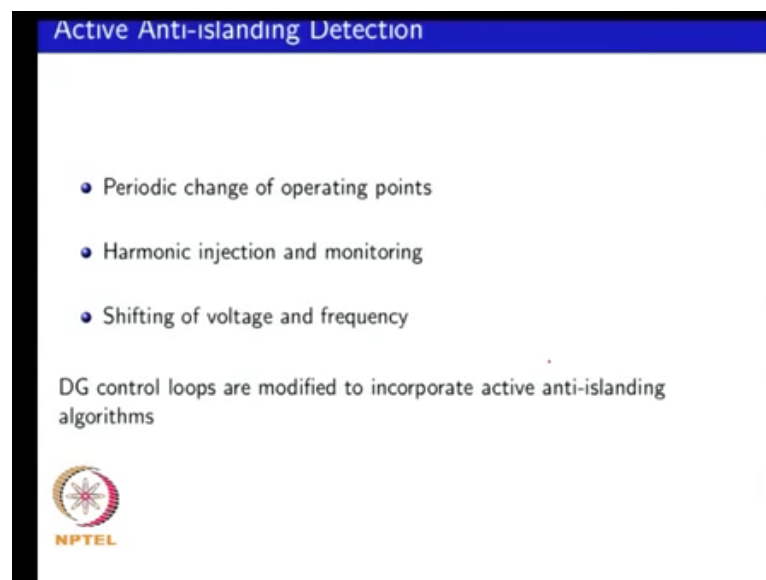 Active Anti-islanding Detection
Periodic change of operating points
Harmonic injection and monitoring
Shifting of voltage and frequency
DG control loops are modified to incorporate active anti-islanding
algorithms
NPTEL